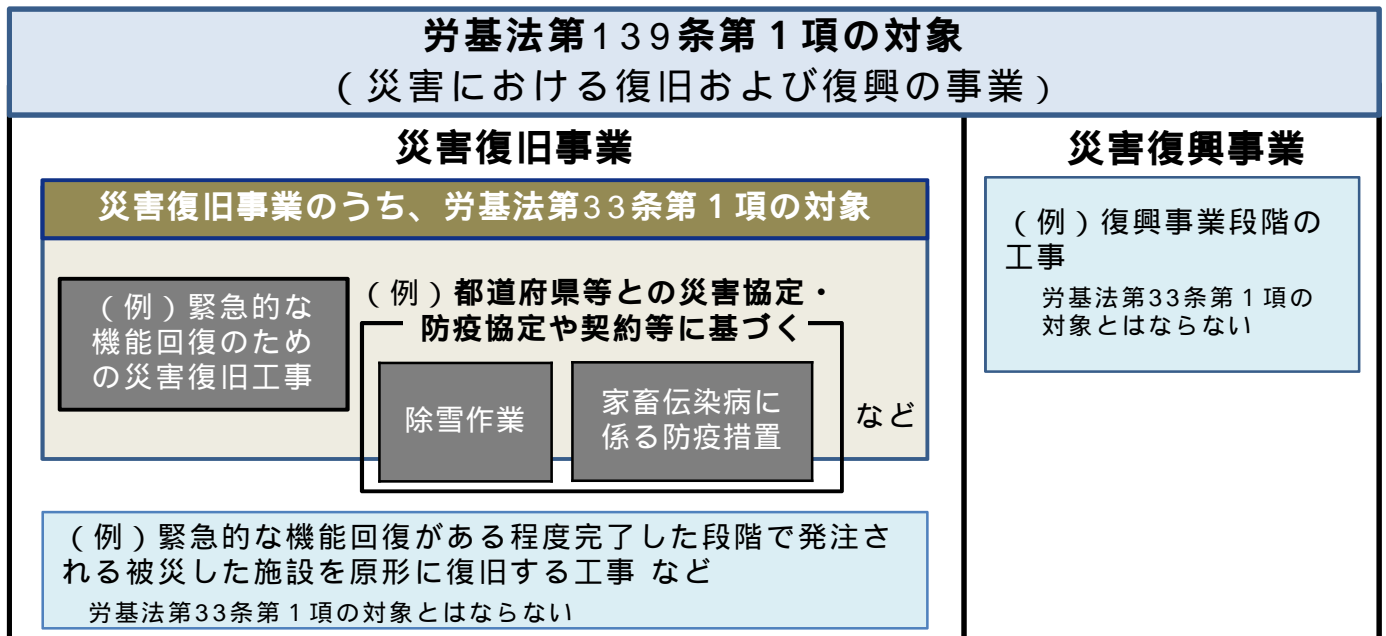 労基法第139条第1項の対象
(災害における復旧および復興の事業)
災害復旧事業
災害復旧事業のうち、労基法第33条第1項の対象
(例)緊急的な
機能回復のため
の災害復旧工事
(例)都道府県等との災害協定・
防疫協定や契約等に基づく
除雪作業
家畜伝染病に
係る防疫措置
など
(例)緊急的な機能回復がある程度完了した段階で発注さ
れる被災した施設を原形に復旧する工事 など
労基法第33条第1項の対象とはならない
災害復興事業
(例)復興事業段階の
工事
労基法第33条第1項の
対象とはならない